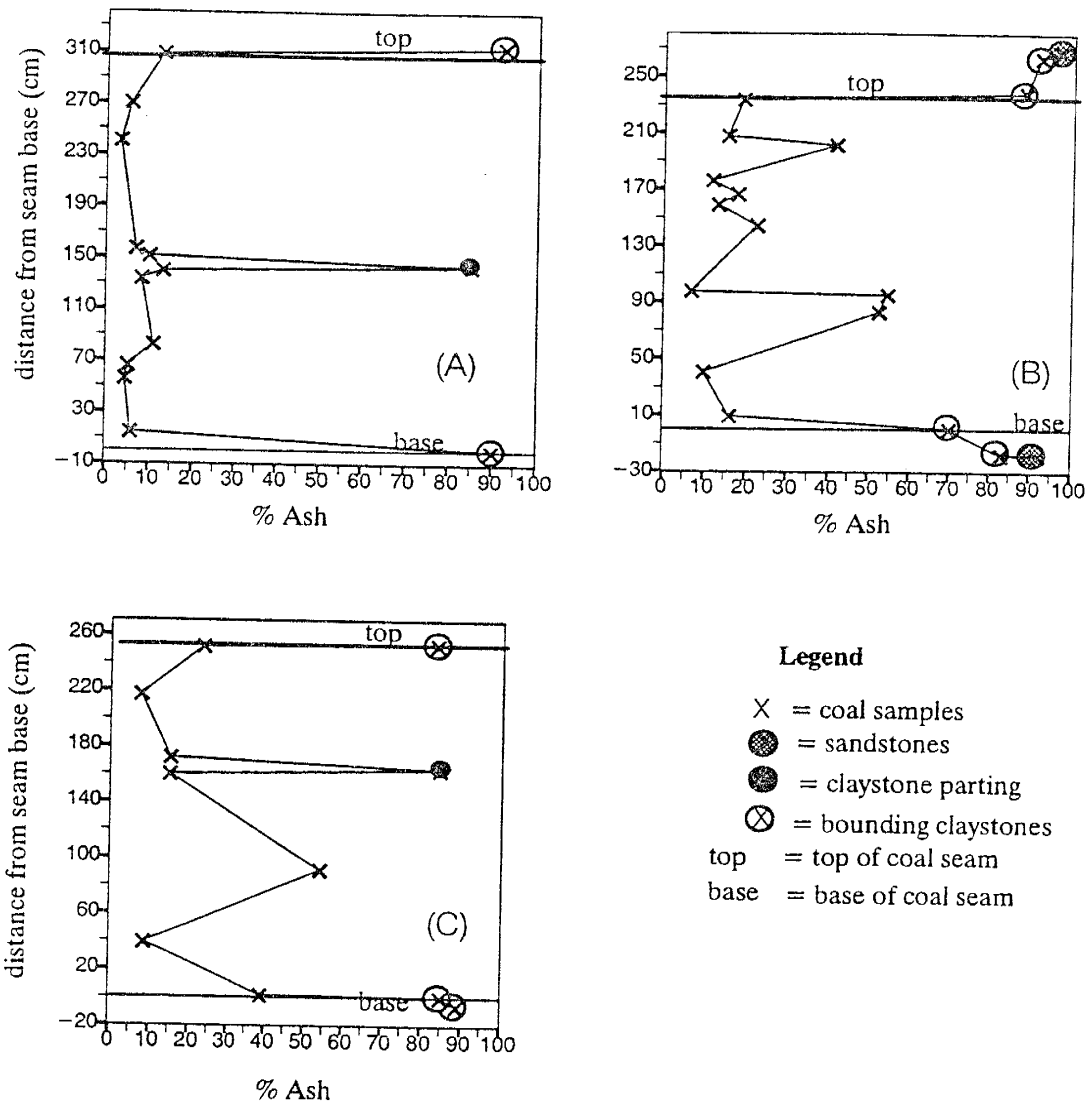 310
270
230
190
150
110
70
30
−10
distance from seam base (cm)
top
(A)
base
0 10 20 30 40 50 60 70 80 90 100
% Ash
250
210
170
130
90
50
10
−30
top
(B)
base
0 10 20 30 40 50 60 70 80 90 100
% Ash
260
220
180
140
100
60
20
−20
distance from seam base (cm)
top
(C)
base
0 10 20 30 40 50 60 70 80 90 100
% Ash
Legend
= coal samples
= sandstones
= claystone parting
= bounding claystones
top = top of coal seam
base = base of coal seam